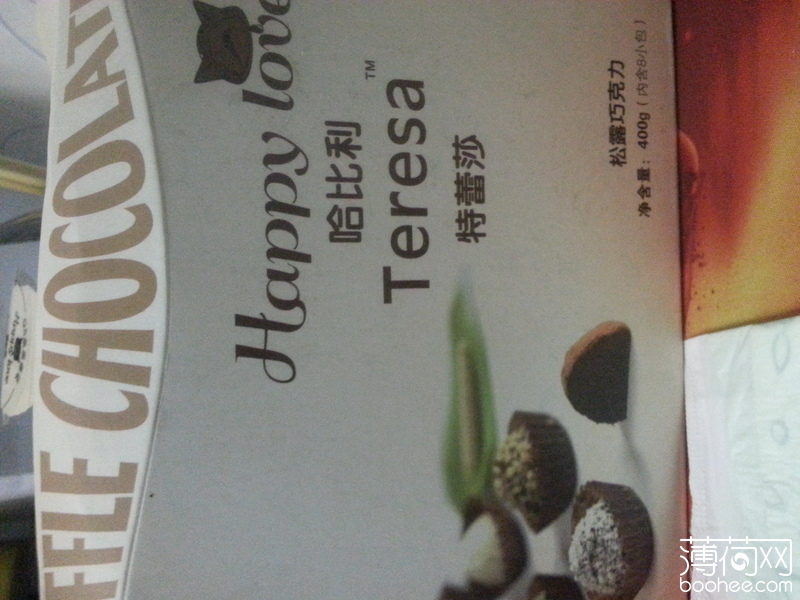 FFLE CHOCOLAT
Happy love
哈比利
TM
Teresa
特蕾莎
松露巧克力
净含量：400g（内含8小包）
薄荷网
boohee.com